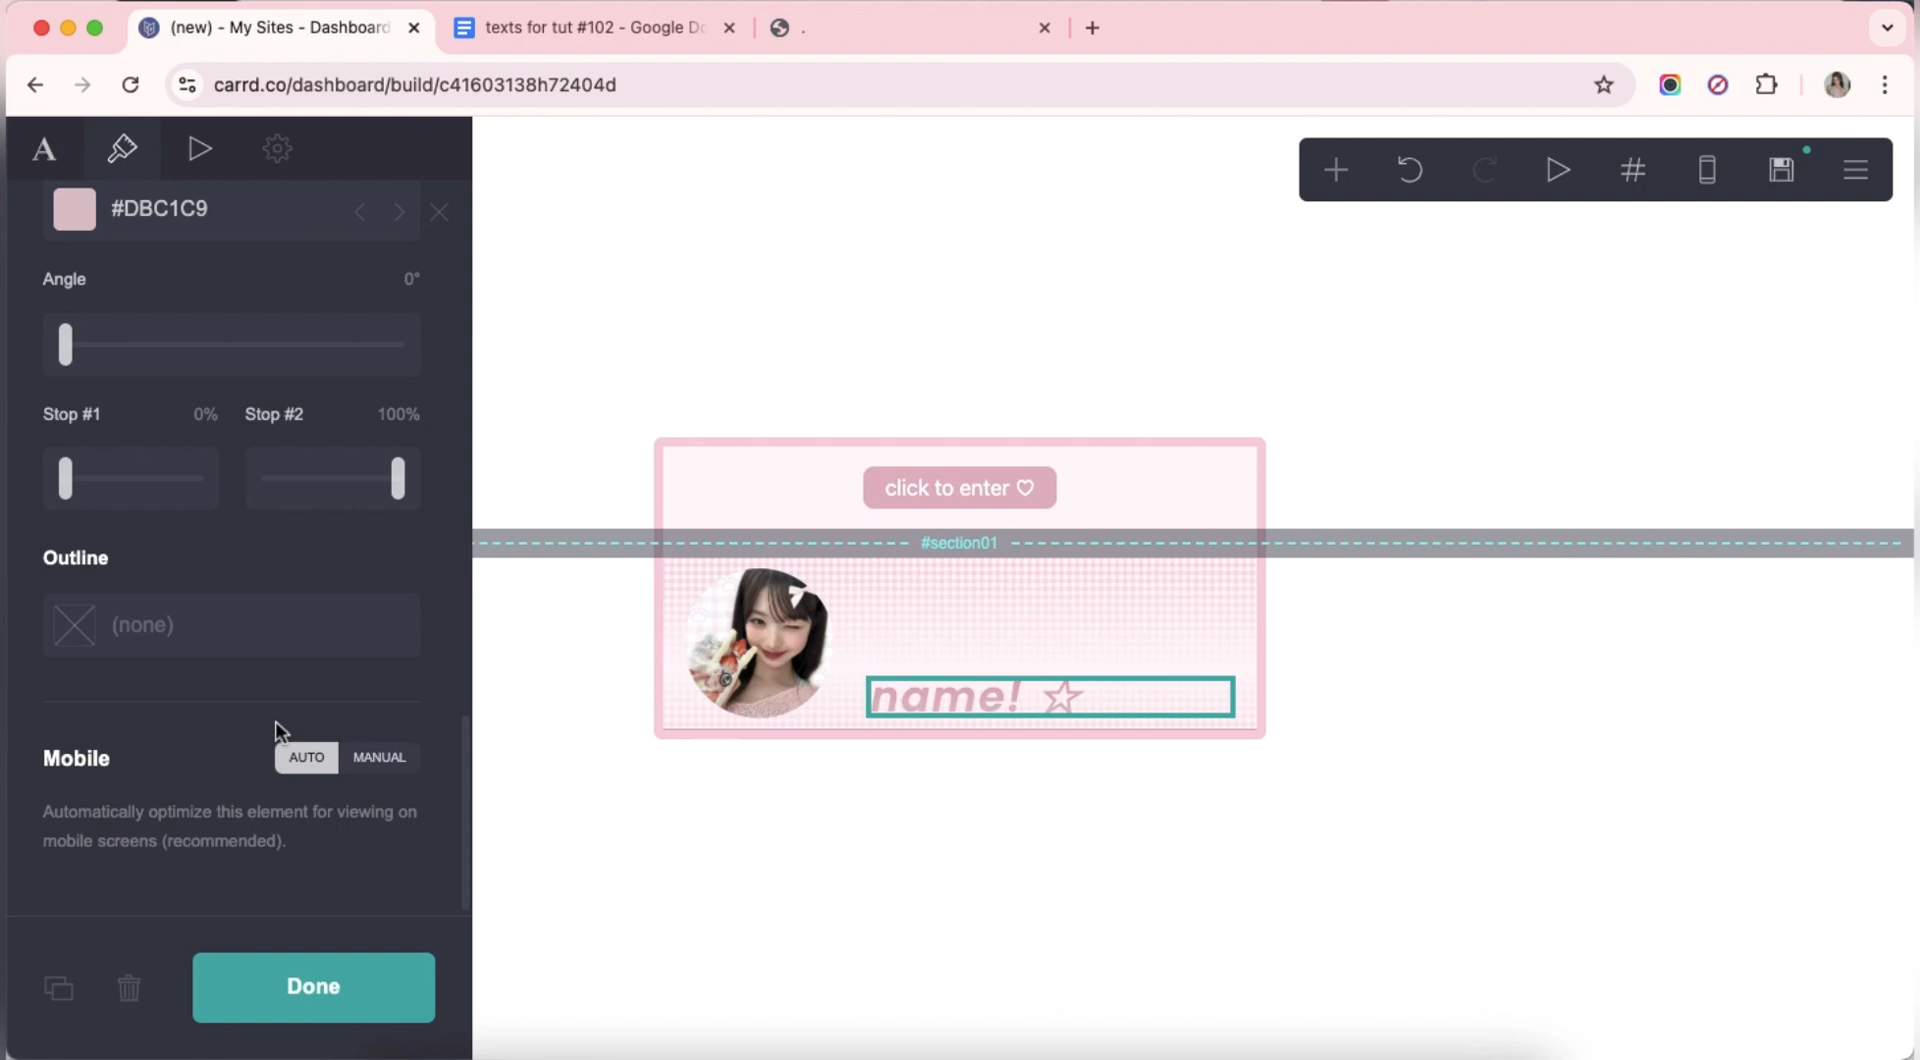 (new) - My Sites - Dashboard
texts for tut #102 - Google Do
.
carrd.co/dashboard/build/c41603138h72404d
A
#DBC1C9
Angle 0°
Stop #1 0% Stop #2 100%
Outline
(none)
Mobile AUTO MANUAL
Automatically optimize this element for viewing on
mobile screens (recommended).
Done
click to enter ♡
#section01
name! ☆